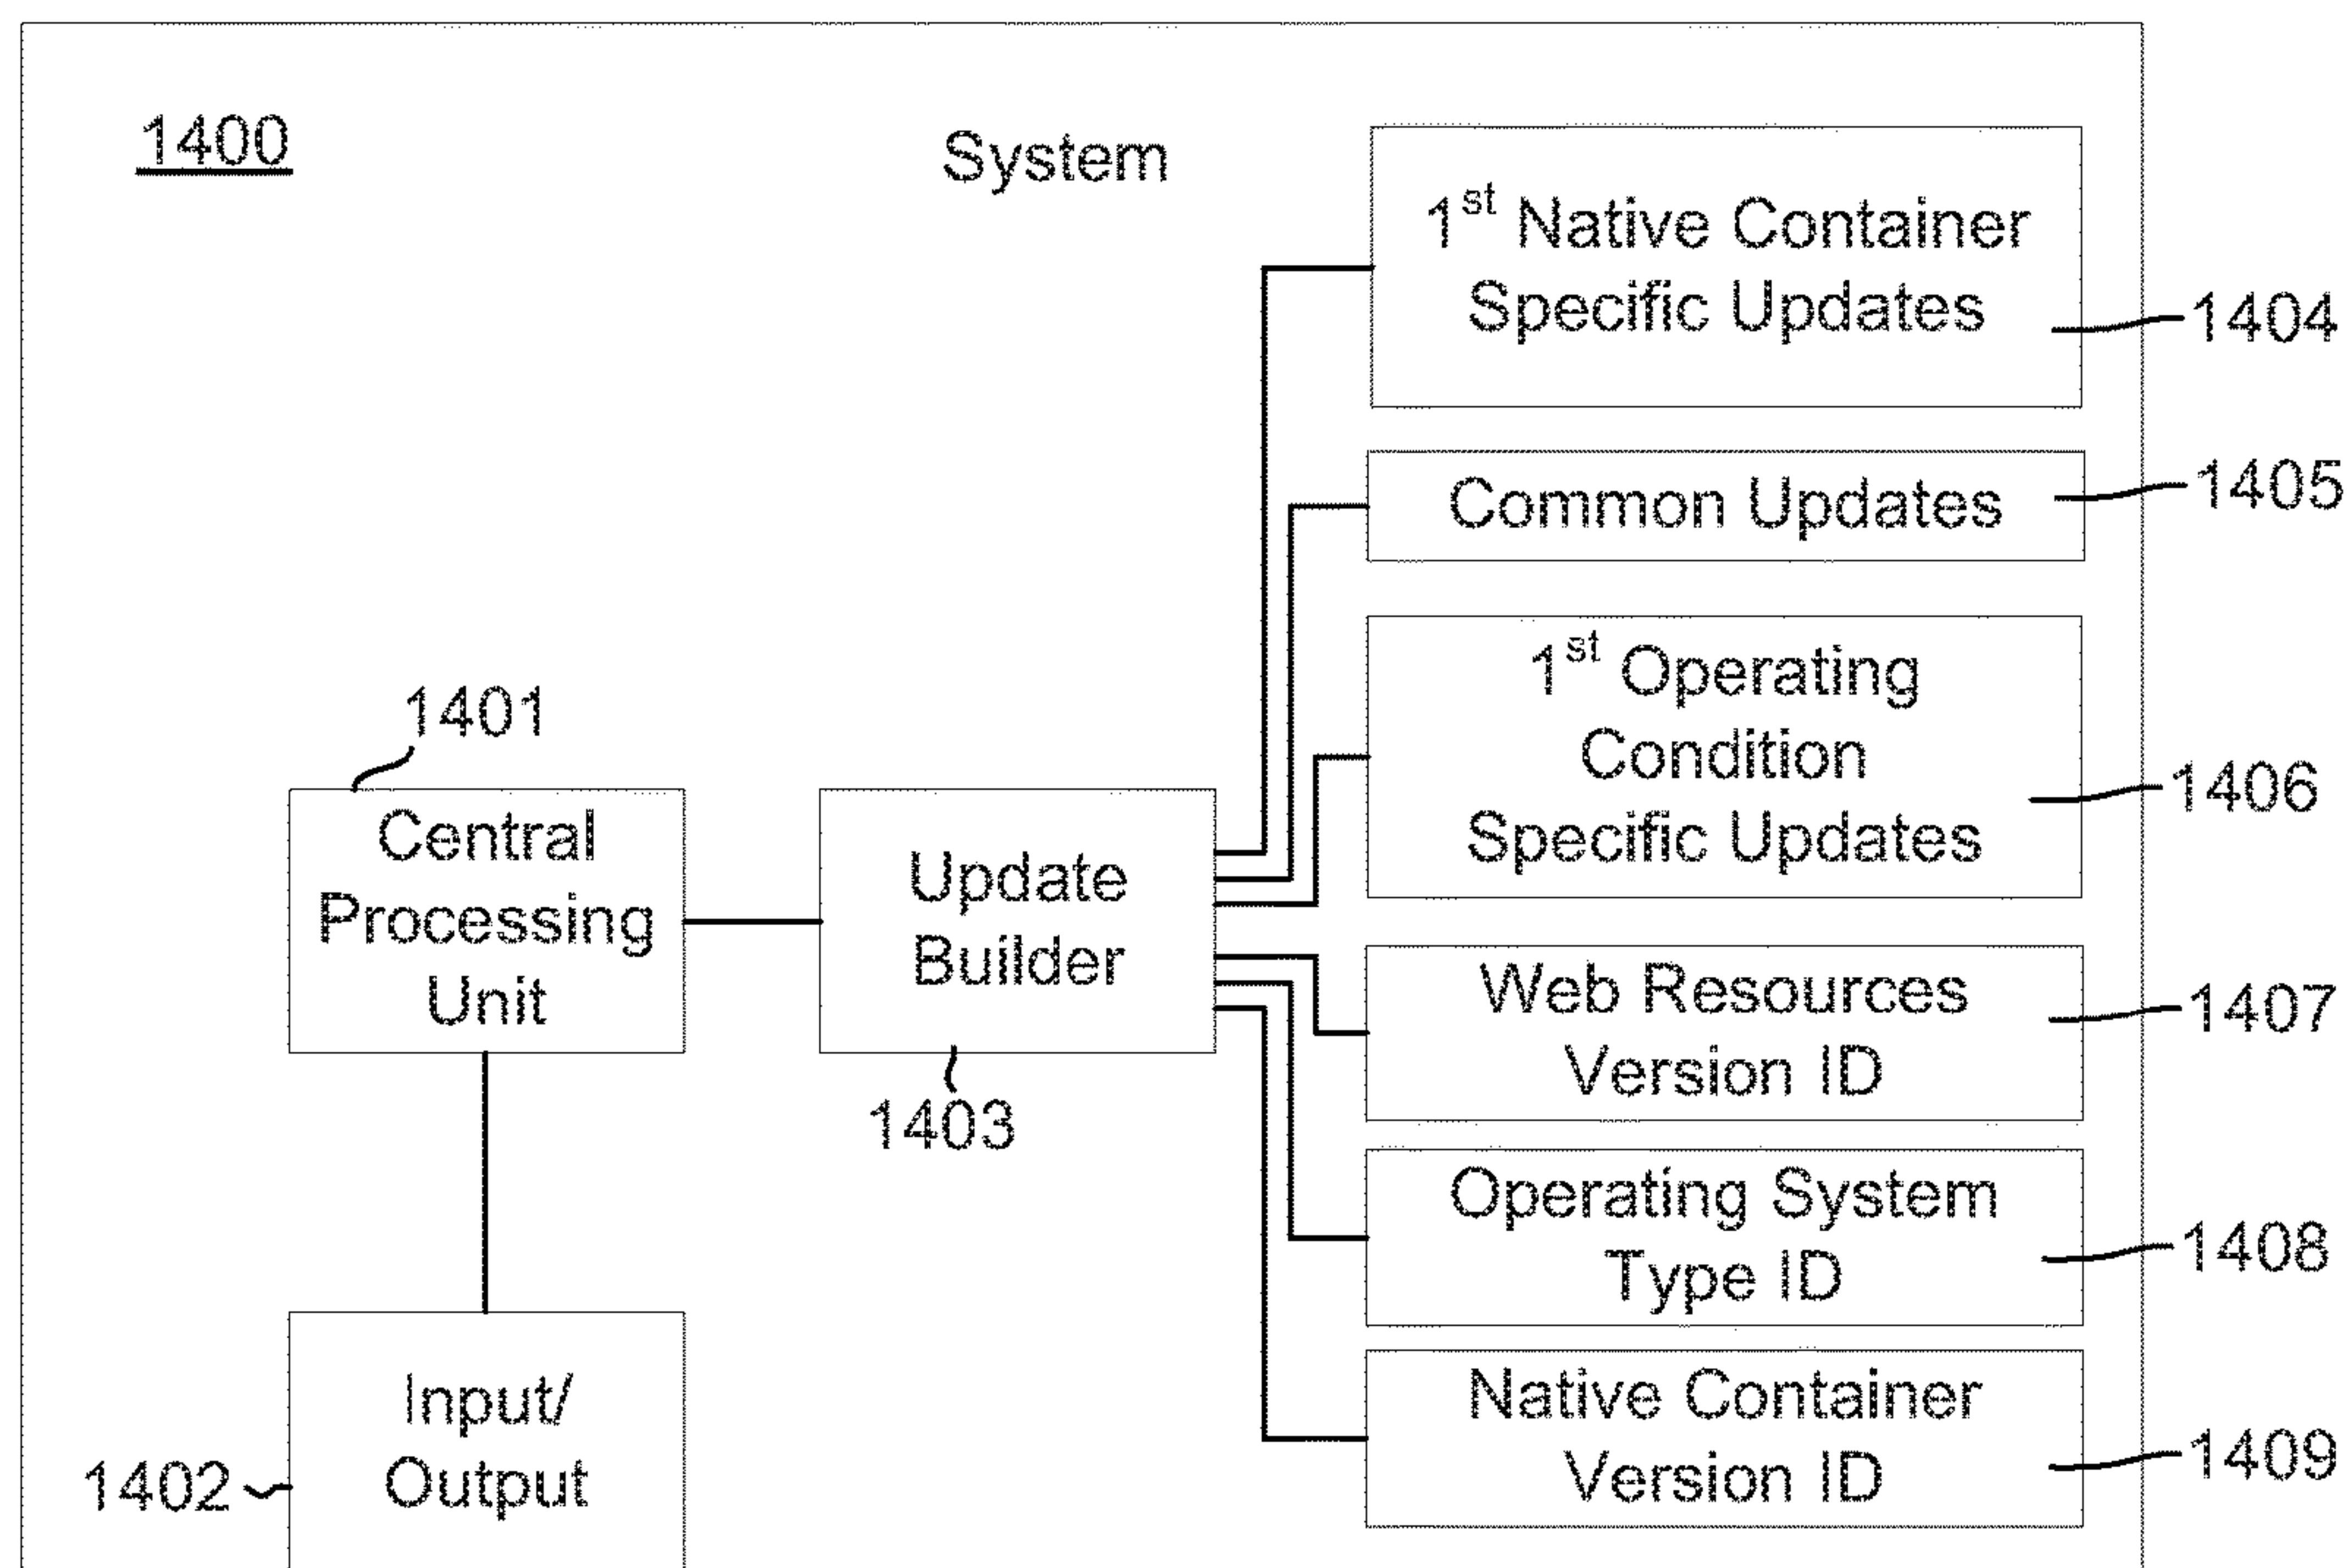 1400
System
1st Native Container
Specific Updates
1404
Common Updates
1405
1st Operating
Condition
Specific Updates
1406
1401
Central
Processing
Unit
Update
Builder
1403
Web Resources
Version ID
1407
Operating System
Type ID
1408
Input/
Output
1402
Native Container
Version ID
1409